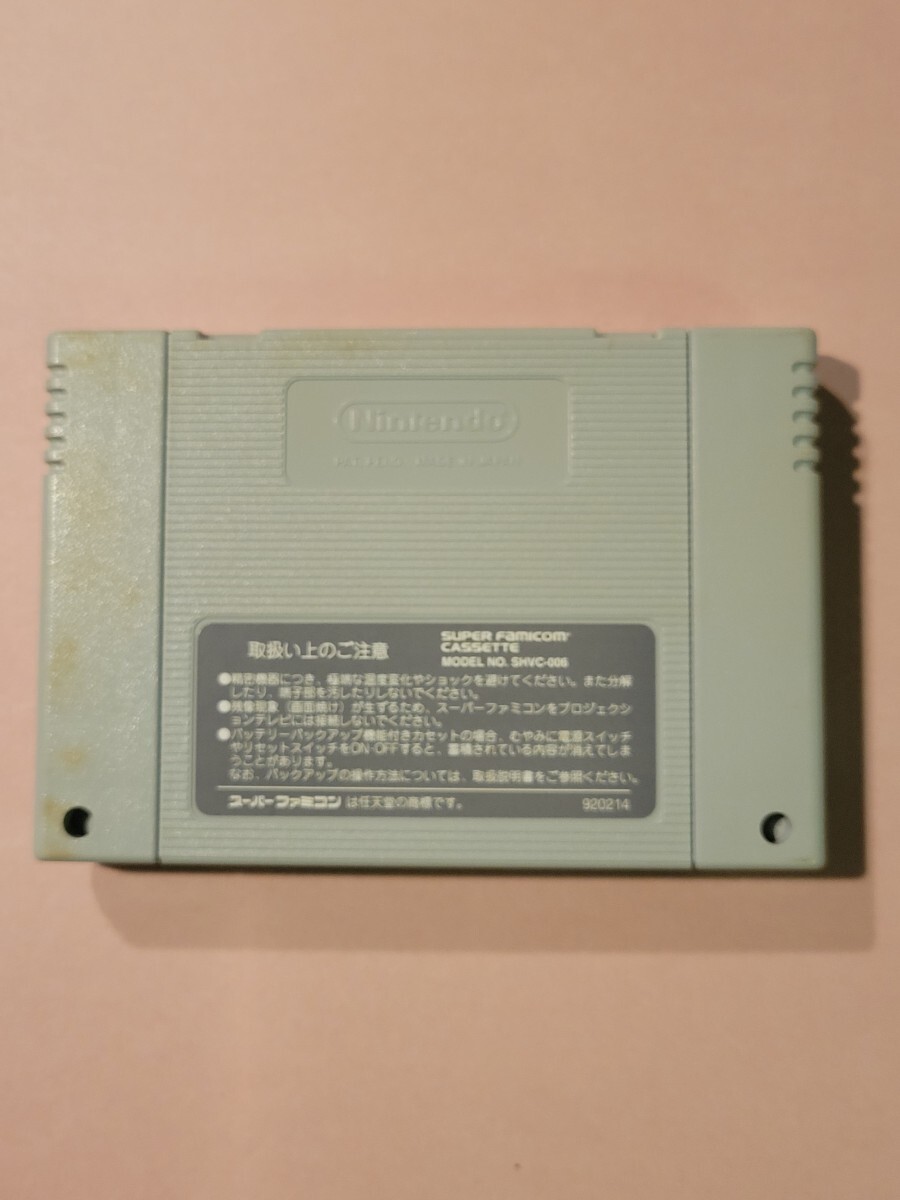 Nintendo
取扱い上のご注意
SUPER FAMICOM
CASSETTE
MODEL NO. SHVC-006
●精密機器につき、極端な温度変化やショックを避けてください。また分解
したり、端子部を汚したりしないでください。
●残像現象（画面焼け）が生ずるため、スーパーファミコンをプロジェクシ
ョンテレビには接続しないでください。
●バッテリーバックアップ機能付きカセットの場合、むやみに電源スイッチ
やリセットスイッチをON-OFFすると、蓄積されている内容が消えてしま
うことがあります。
なお、バックアップの操作方法については、取扱説明書をご参照ください。
スーパーファミコンは任天堂の商標です。
920214